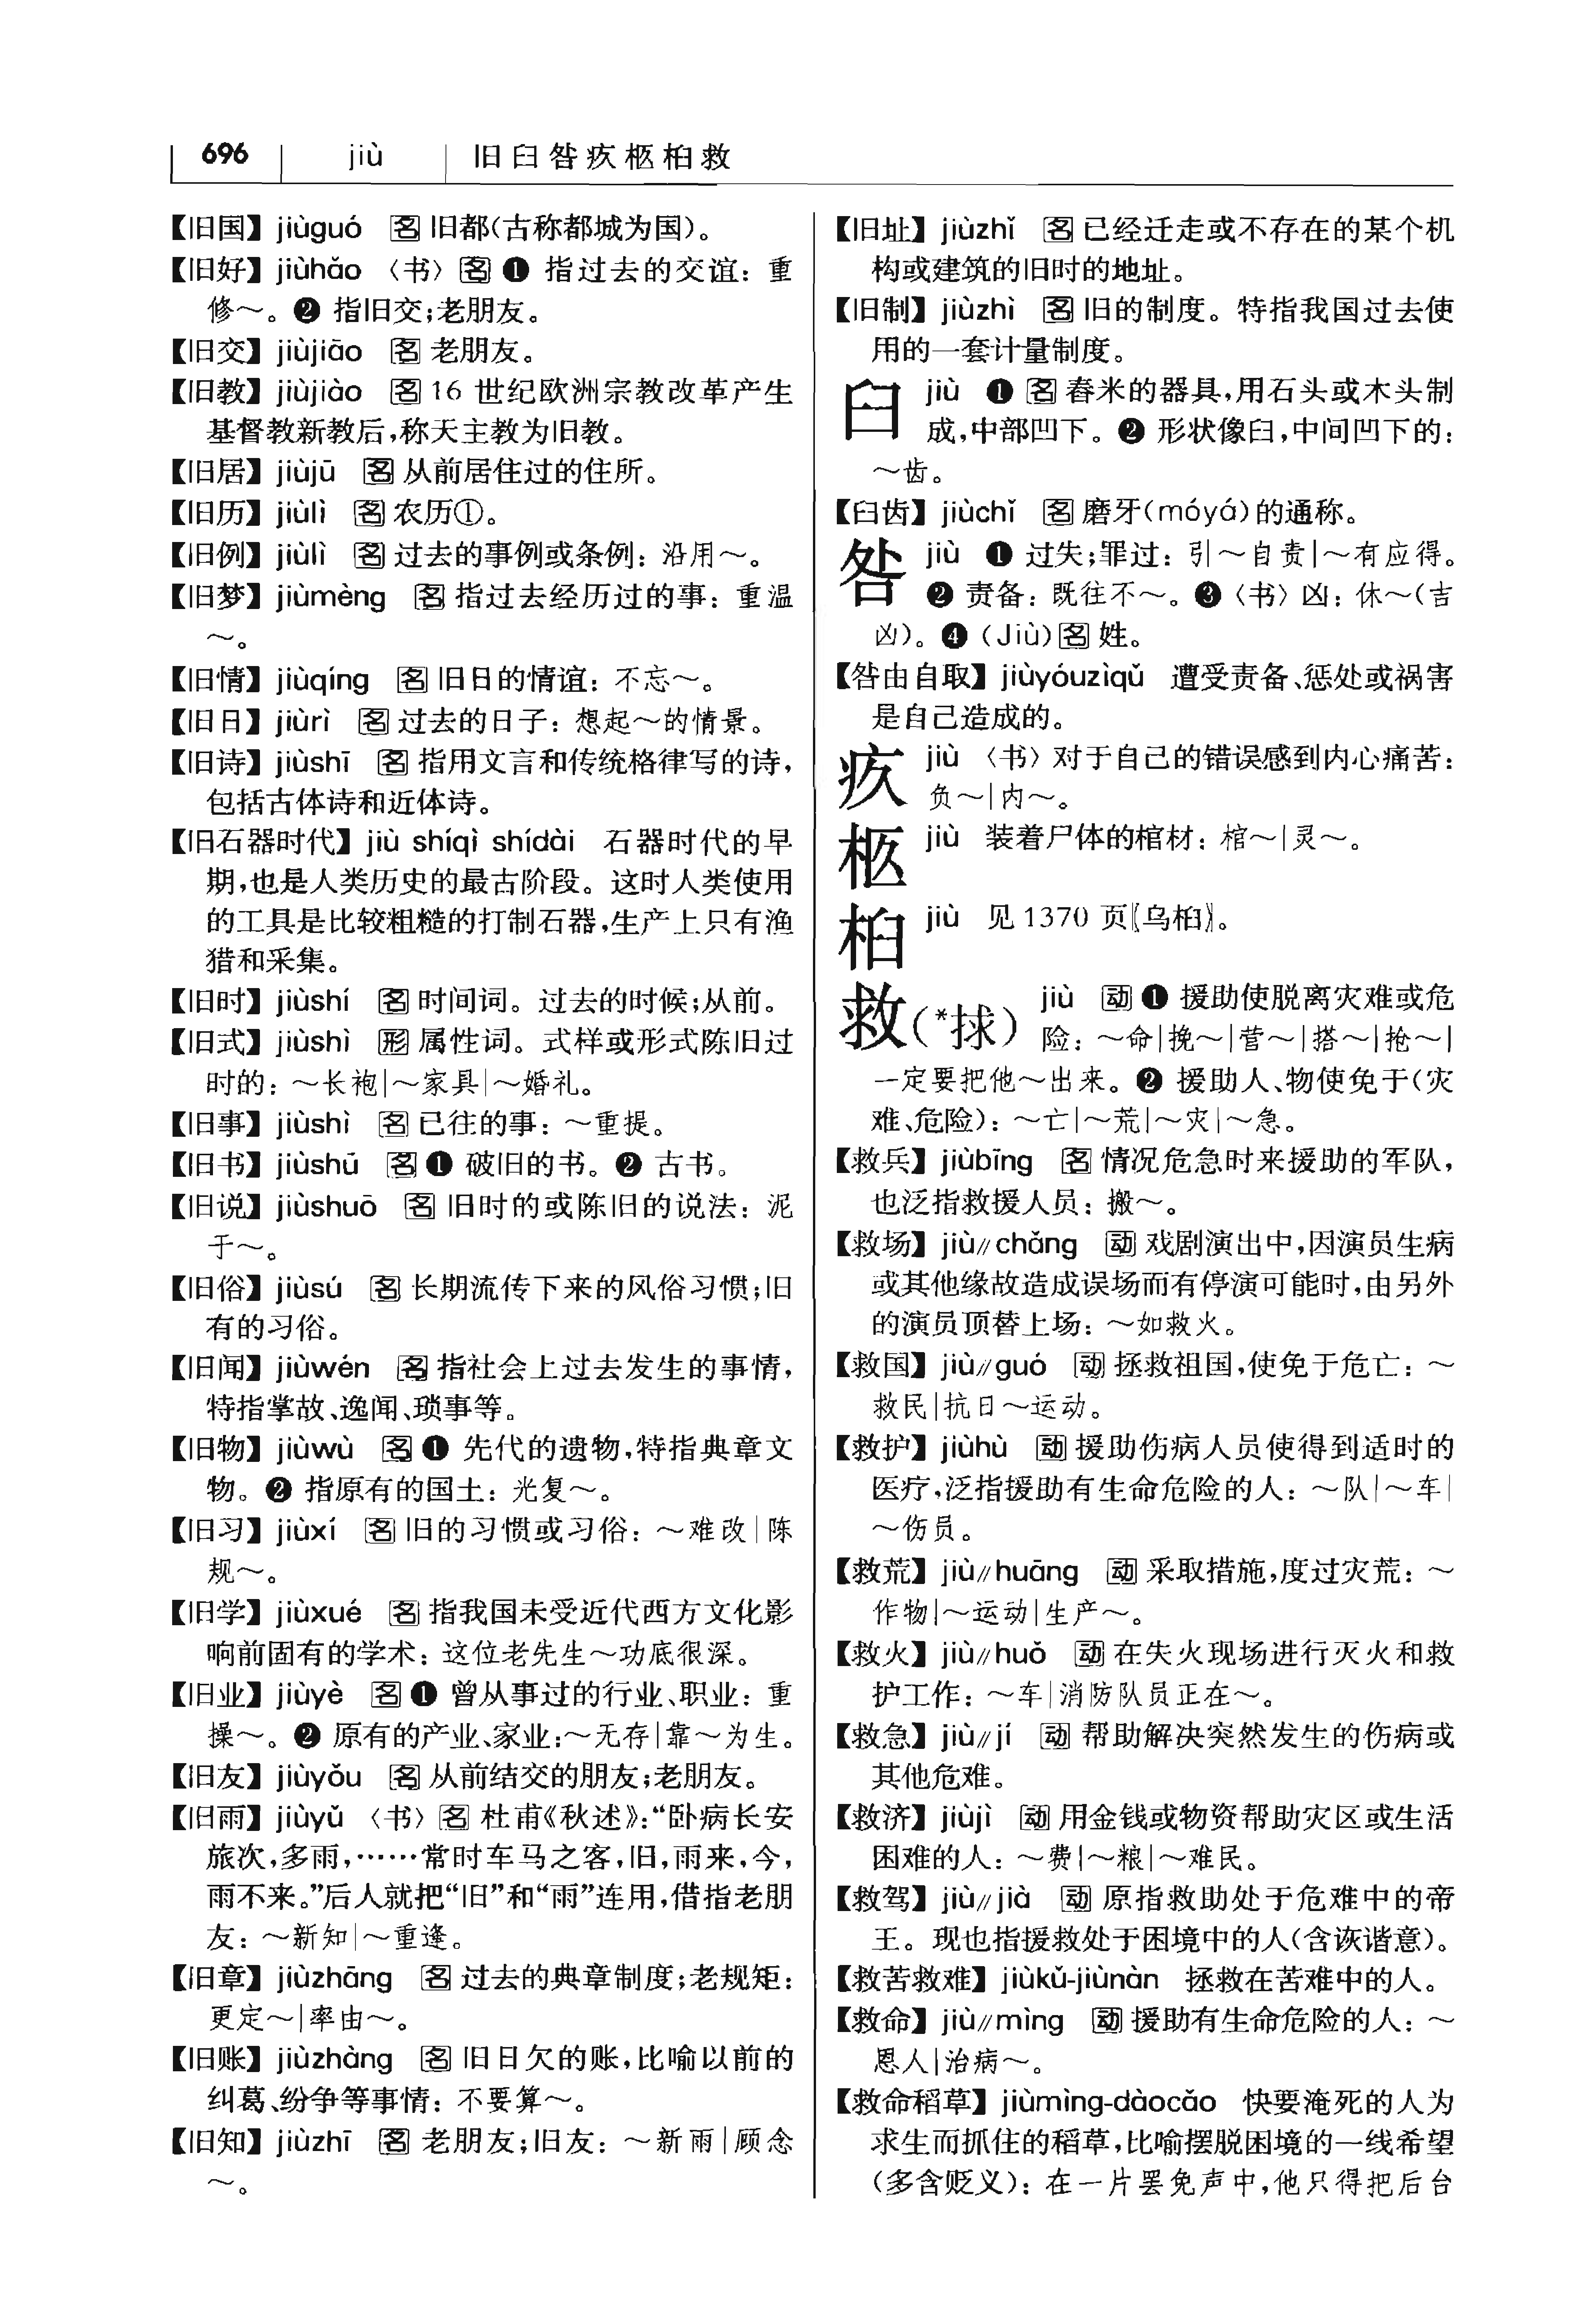 696 jiù 旧臼咎疚柩桕救
【旧国】jiùguó 名 旧都(古称都城为国)。
【旧好】jiùhǎo 〈书〉名 ❶ 指过去的交谊：重
修～。❷ 指旧交;老朋友。
【旧交】jiùjiāo 名 老朋友。
【旧教】jiùjiào 名 16 世纪欧洲宗教改革产生
基督教新教后,称天主教为旧教。
【旧居】jiùjū 名 从前居住过的住所。
【旧历】jiùlì 名 农历①。
【旧例】jiùlì 名 过去的事例或条例：沿用～。
【旧梦】jiùmèng 名 指过去经历过的事：重温
～。
【旧情】jiùqíng 名 旧日的情谊：不忘～。
【旧日】jiùrì 名 过去的日子：想起～的情景。
【旧诗】jiùshī 名 指用文言和传统格律写的诗,
包括古体诗和近体诗。
【旧石器时代】jiù shíqì shídài 石器时代的早
期,也是人类历史的最古阶段。这时人类使用
的工具是比较粗糙的打制石器,生产上只有渔
猎和采集。
【旧时】jiùshí 名 时间词。过去的时候;从前。
【旧式】jiùshì 形 属性词。式样或形式陈旧过
时的：～长袍|～家具|～婚礼。
【旧事】jiùshì 名 已往的事：～重提。
【旧书】jiùshū 名 ❶ 破旧的书。❷ 古书。
【旧说】jiùshuō 名 旧时的或陈旧的说法：泥
于～。
【旧俗】jiùsú 名 长期流传下来的风俗习惯;旧
有的习俗。
【旧闻】jiùwén 名 指社会上过去发生的事情,
特指掌故、逸闻、琐事等。
【旧物】jiùwù 名 ❶ 先代的遗物,特指典章文
物。❷ 指原有的国土：光复～。
【旧习】jiùxí 名 旧的习惯或习俗：～难改|陈
规～。
【旧学】jiùxué 名 指我国未受近代西方文化影
响前固有的学术：这位老先生～功底很深。
【旧业】jiùyè 名 ❶ 曾从事过的行业、职业：重
操～。❷ 原有的产业、家业:～无存|靠～为生。
【旧友】jiùyǒu 名 从前结交的朋友;老朋友。
【旧雨】jiùyǔ 〈书〉名 杜甫《秋述》:“卧病长安
旅次,多雨,……常时车马之客,旧,雨来,今,
雨不来。”后人就把“旧”和“雨”连用,借指老朋
友：～新知|～重逢。
【旧章】jiùzhāng 名 过去的典章制度;老规矩：
更定～|率由～。
【旧账】jiùzhàng 名 旧日欠的账,比喻以前的
纠葛、纷争等事情：不要算～。
【旧知】jiùzhī 名 老朋友;旧友：～新雨|顾念
～。
【旧址】jiùzhǐ 名 已经迁走或不存在的某个机
构或建筑的旧时的地址。
【旧制】jiùzhì 名 旧的制度。特指我国过去使
用的一套计量制度。
臼 jiù ❶ 名 舂米的器具,用石头或木头制
成,中部凹下。❷ 形状像臼,中间凹下的：
～齿。
【臼齿】jiùchǐ 名 磨牙(móyá)的通称。
咎 jiù ❶ 过失;罪过：引～自责|～有应得。
❷ 责备：既往不～。❸〈书〉凶：休～(吉
凶)。❹ (Jiù)名 姓。
【咎由自取】jiùyóuzìqǔ 遭受责备、惩处或祸害
是自己造成的。
疚 jiù 〈书〉对于自己的错误感到内心痛苦：
负～|内～。
柩 jiù 装着尸体的棺材：棺～|灵～。
桕 jiù 见 1370 页〖乌桕〗。
救(*捄) jiù 动 ❶ 援助使脱离灾难或危
险：～命|挽～|营～|搭～|抢～|
一定要把他～出来。❷ 援助人、物使免于(灾
难、危险)：～亡|～荒|～灾|～急。
【救兵】jiùbīng 名 情况危急时来援助的军队,
也泛指救援人员：搬～。
【救场】jiù∥chǎng 动 戏剧演出中,因演员生病
或其他缘故造成误场而有停演可能时,由另外
的演员顶替上场：～如救火。
【救国】jiù∥guó 动 拯救祖国,使免于危亡：～
救民|抗日～运动。
【救护】jiùhù 动 援助伤病人员使得到适时的
医疗,泛指援助有生命危险的人：～队|～车|
～伤员。
【救荒】jiù∥huāng 动 采取措施,度过灾荒：～
作物|～运动|生产～。
【救火】jiù∥huǒ 动 在失火现场进行灭火和救
护工作：～车|消防队员正在～。
【救急】jiù∥jí 动 帮助解决突然发生的伤病或
其他危难。
【救济】jiùjì 动 用金钱或物资帮助灾区或生活
困难的人：～费|～粮|～难民。
【救驾】jiù∥jià 动 原指救助处于危难中的帝
王。现也指援救处于困境中的人(含诙谐意)。
【救苦救难】jiùkǔ-jiùnàn 拯救在苦难中的人。
【救命】jiù∥mìng 动 援助有生命危险的人：～
恩人|治病～。
【救命稻草】jiùmìng-dàocǎo 快要淹死的人为
求生而抓住的稻草,比喻摆脱困境的一线希望
(多含贬义)：在一片罢免声中,他只得把后台